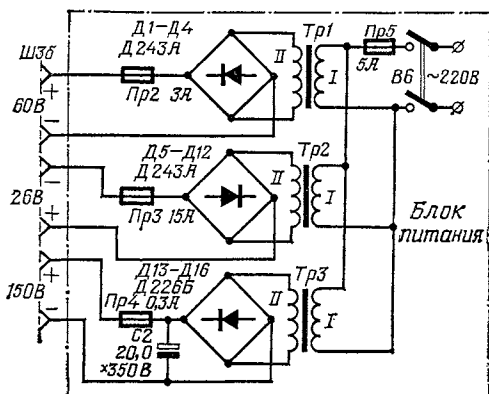 Д1-Д4
Д243А
Тр1
Пр5
5А
В6
~220В
Ш3б
+
60В
-
Пр2
3А
II
I
Д5-Д12
Д243А
Тр2
-
26В
+
Пр3
15А
II
I
Блок
питания
Д13-Д16
Д226Б
Тр3
+
150В
-
Пр4
0,3А
С2
20,0
×350В
II
I